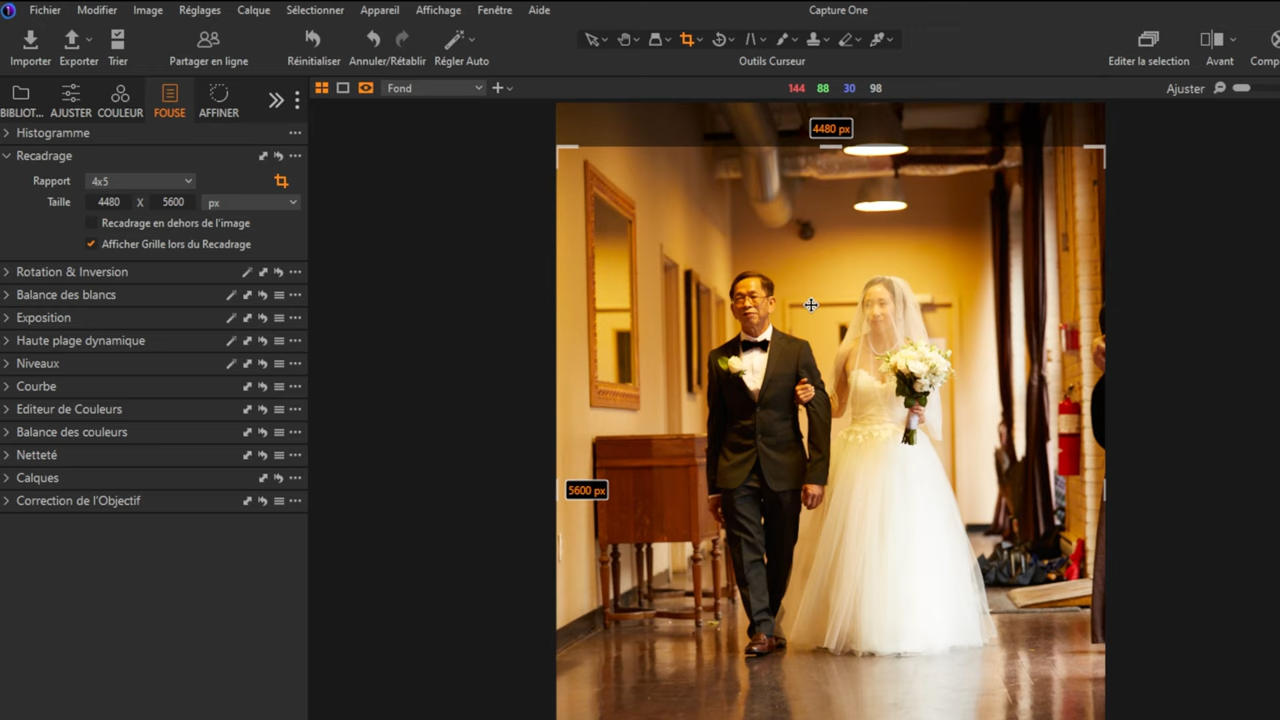 Fichier Modifier Image Réglages Calque Sélectionner Appareil Affichage Fenêtre Aide Capture One
Importer Exporter Trier Partager en ligne Réinitialiser Annuler/Rétablir Régler Auto Outils Curseur Editer la sélection Avant Comp
BIBLIOT... AJUSTER COULEUR FOUSE AFFINER
Fond 144 88 30 98 Ajuster
Histogramme
Recadrage
Rapport 4x5
Taille 4480 X 5600 px
Recadrage en dehors de l'image
Afficher Grille lors du Recadrage
Rotation & Inversion
Balance des blancs
Exposition
Haute plage dynamique
Niveaux
Courbe
Editeur de Couleurs
Balance des couleurs
Netteté
Calques
Correction de l'Objectif
4480 px
5600 px